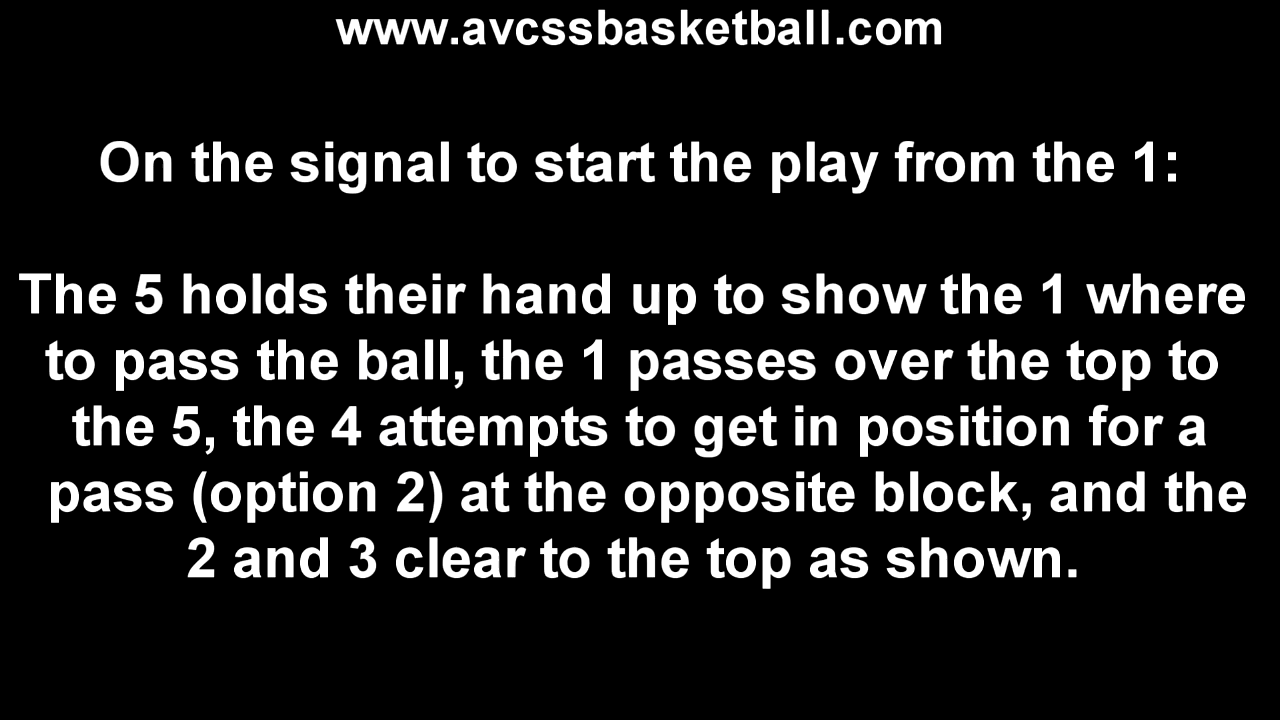 www.avcssbasketball.com
On the signal to start the play from the 1:
The 5 holds their hand up to show the 1 where
to pass the ball, the 1 passes over the top to
the 5, the 4 attempts to get in position for a
pass (option 2) at the opposite block, and the
2 and 3 clear to the top as shown.